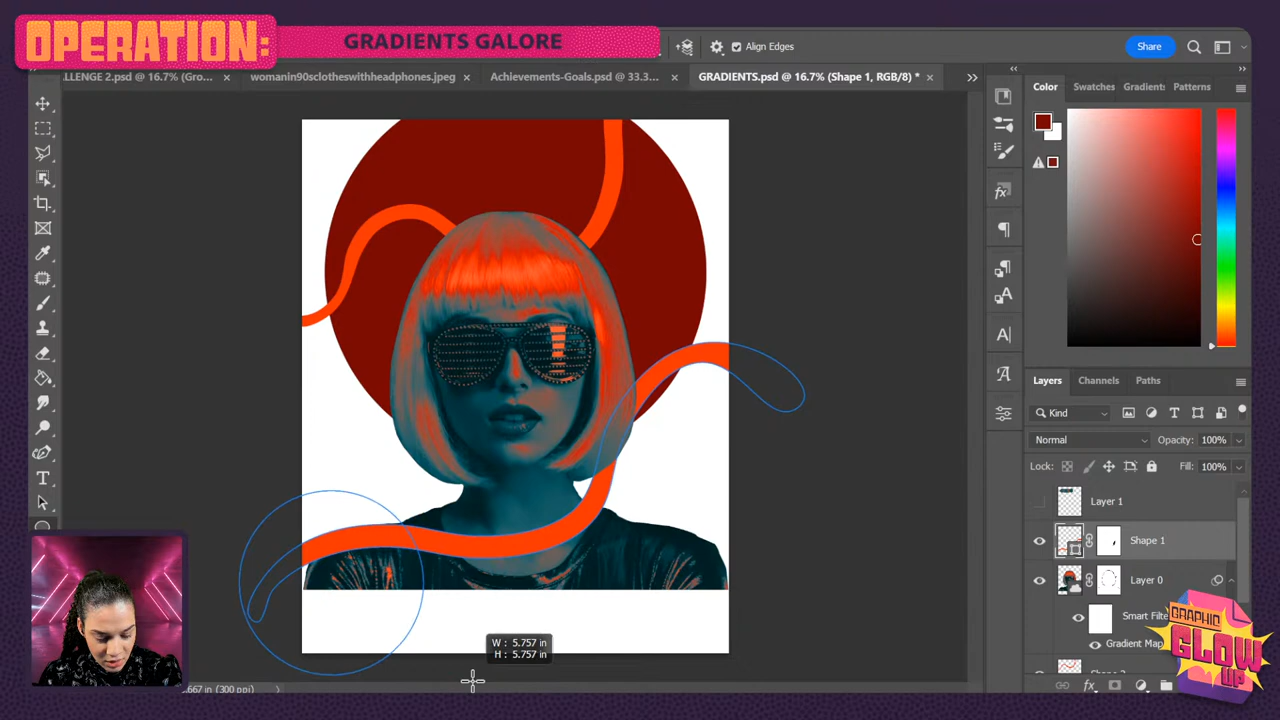 OPERATION:
GRADIENTS GALORE
Align Edges
Share
LLENGE 2.psd @ 16.7% (Gro... ×
womanin90sclotheswithheadphones.jpeg ×
Achievements-Goals.psd @ 33.3... ×
GRADIENTS.psd @ 16.7% (Shape 1, RGB/8) * ×
Color
Swatches
Gradients
Patterns
Layers
Channels
Paths
Kind
Normal
Opacity: 100%
Lock:
Fill: 100%
Layer 1
Shape 1
Layer 0
Smart Filte
Gradient Map
W: 5.757 in
H: 5.757 in
.667 in (300 ppi)
GRAPHIC
GLOW
UP